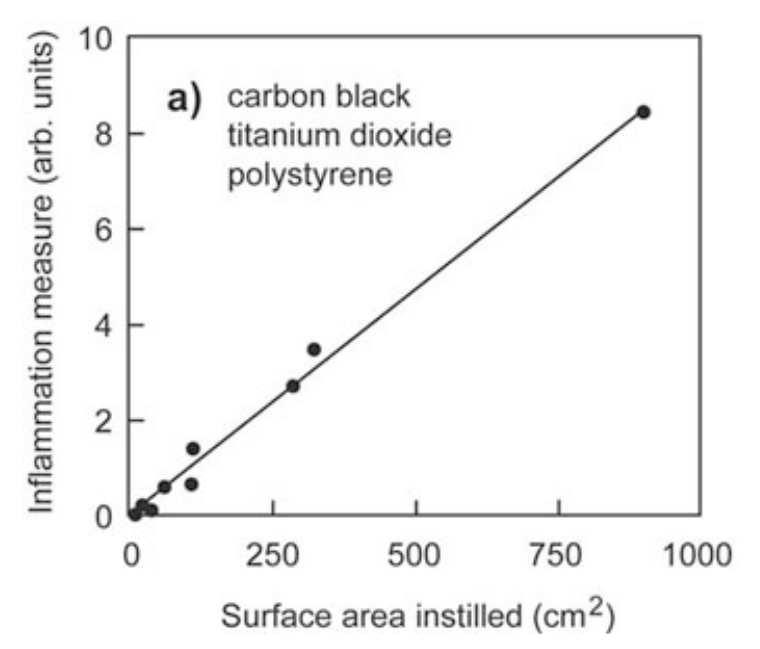 Inflammation measure (arb. units)
10
8
6
4
2
0
a) carbon black
titanium dioxide
polystyrene
0 250 500 750 1000
Surface area instilled (cm²)